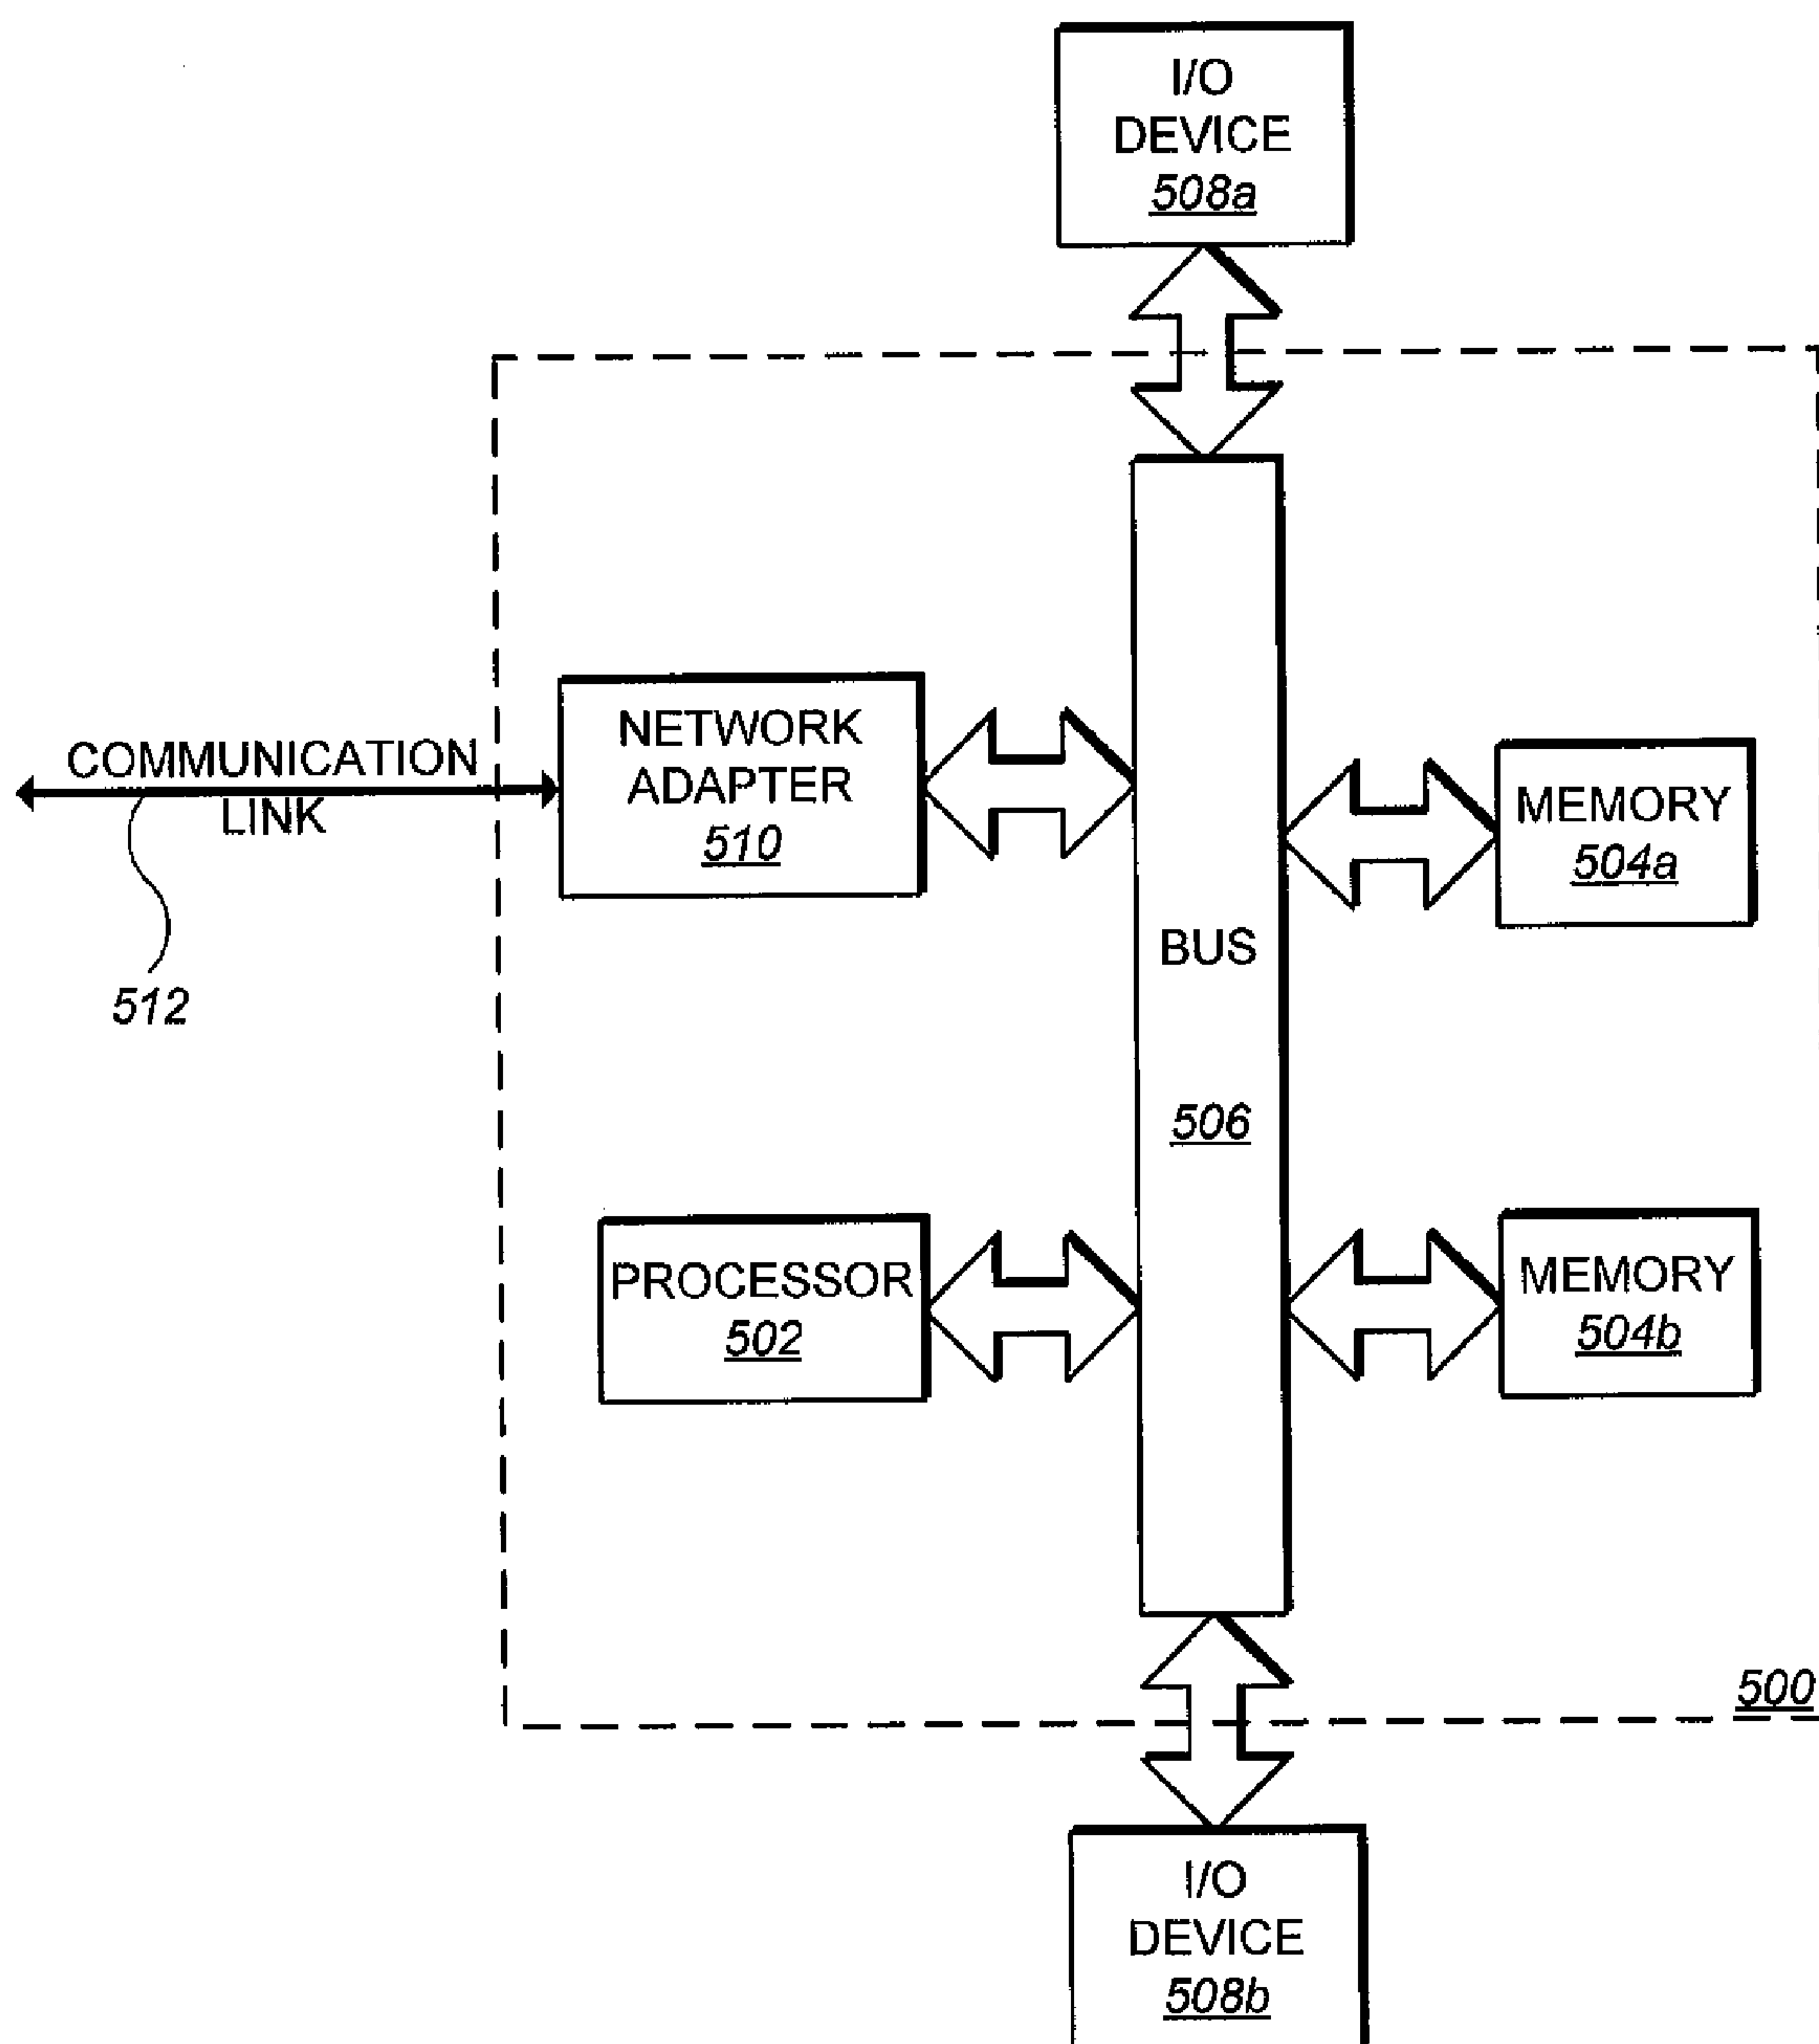 I/O
DEVICE
508a
COMMUNICATION
LINK
512
NETWORK
ADAPTER
510
MEMORY
504a
BUS
506
PROCESSOR
502
MEMORY
504b
500
I/O
DEVICE
508b